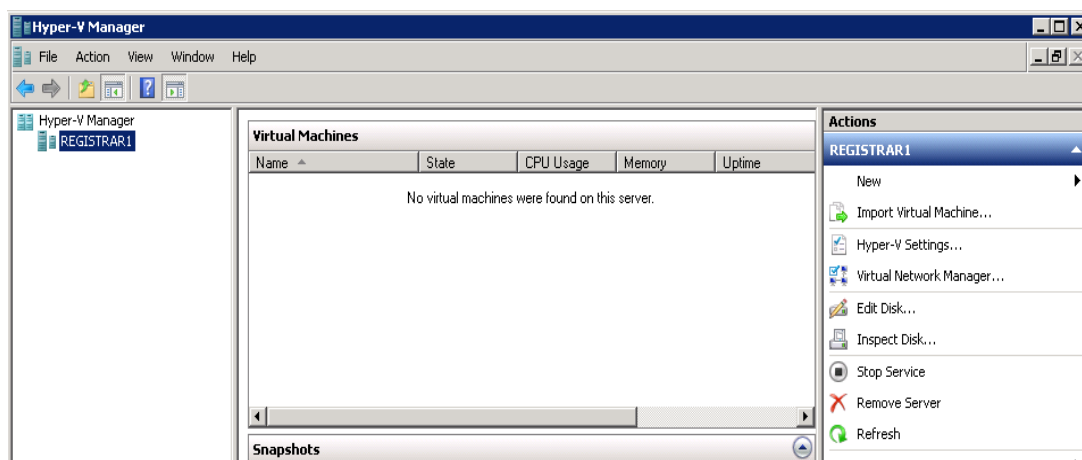 Hyper-V Manager
File Action View Window Help
Hyper-V Manager
REGISTRAR1
Virtual Machines
Name State CPU Usage Memory Uptime
No virtual machines were found on this server.
Snapshots
Actions
REGISTRAR1
New
Import Virtual Machine...
Hyper-V Settings...
Virtual Network Manager...
Edit Disk...
Inspect Disk...
Stop Service
Remove Server
Refresh